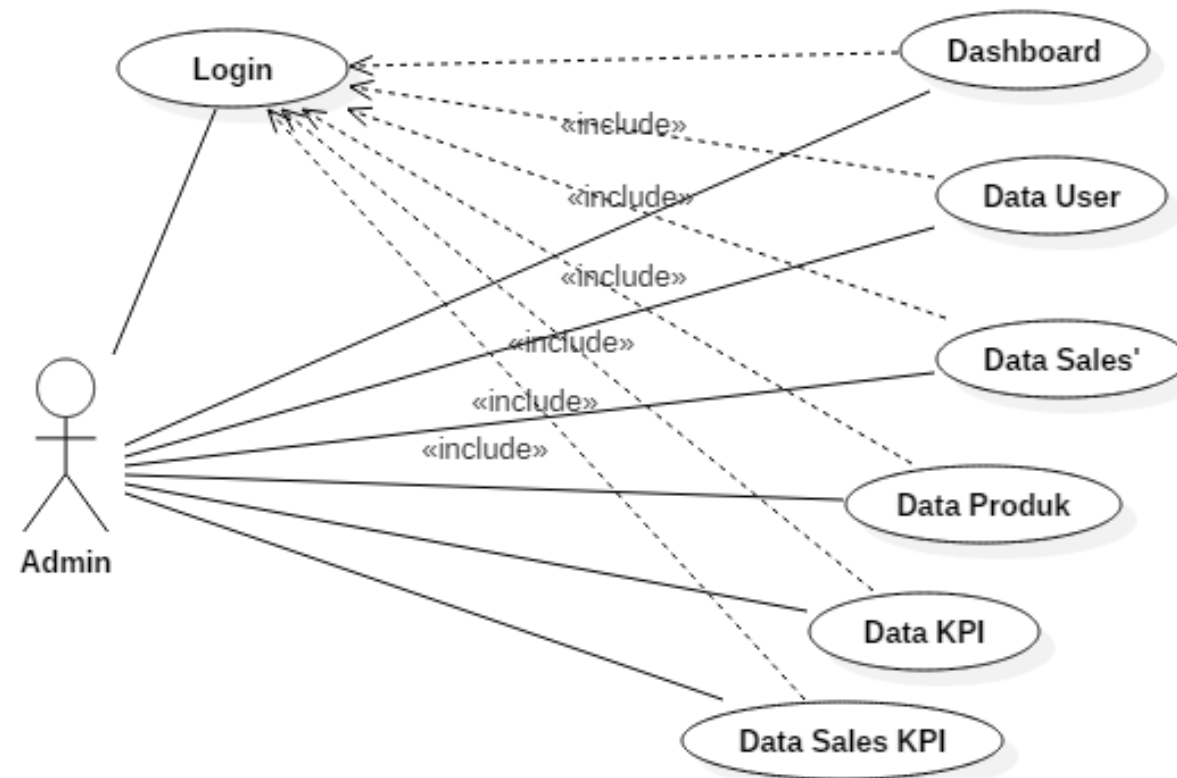 Login
Dashboard
«include»
Data User
«include»
«include»
«include»
Data Sales'
«include»
«include»
Data Produk
Admin
Data KPI
Data Sales KPI